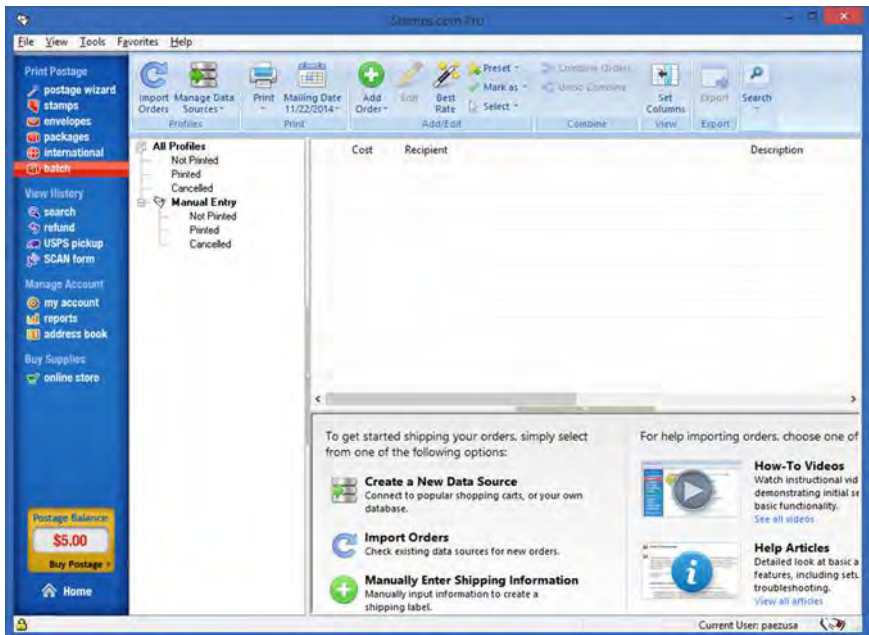 Stamps.com Pro
File View Tools Favorites Help
Print Postage
postage wizard
stamps
envelopes
packages
international
batch
View History
search
refund
USPS pickup
SCAN form
Manage Account
my account
reports
address book
Buy Supplies
online store
Postage Balance
$5.00
Buy Postage
Home
Import Orders
Manage Data Sources
Profiles
Print
Mailing Date
11/22/2014
Print
Add Order
Edit
Best Rate
Preset
Mark as
Select
Add/Edit
Combine Orders
Undo Combine
Combine
Set Columns
View
Export
Export
Search
All Profiles
Not Printed
Printed
Cancelled
Manual Entry
Not Printed
Printed
Cancelled
Cost Recipient Description
To get started shipping your orders, simply select
from one of the following options:
Create a New Data Source
Connect to popular shopping carts, or your own
database.
Import Orders
Check existing data sources for new orders.
Manually Enter Shipping Information
Manually input information to create a
shipping label.
For help importing orders, choose one of
How-To Videos
Watch instructional vid
demonstrating initial se
basic functionality.
See all videos
Help Articles
Detailed look at basic a
features, including setu
troubleshooting.
View all articles
Current User: paezusa